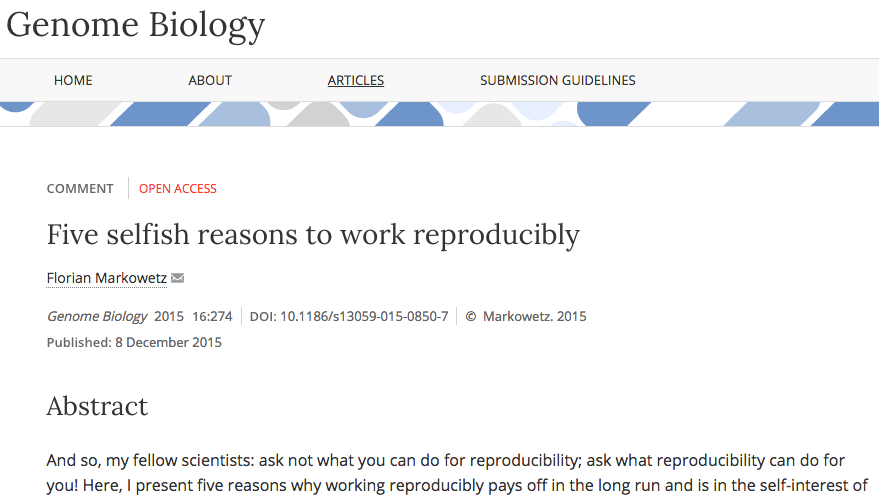 Genome Biology
HOME ABOUT ARTICLES SUBMISSION GUIDELINES
COMMENT OPEN ACCESS
Five selfish reasons to work reproducibly
Florian Markowetz
Genome Biology 2015 16:274 DOI: 10.1186/s13059-015-0850-7 © Markowetz. 2015
Published: 8 December 2015
Abstract
And so, my fellow scientists: ask not what you can do for reproducibility; ask what reproducibility can do for
you! Here, I present five reasons why working reproducibly pays off in the long run and is in the self-interest of